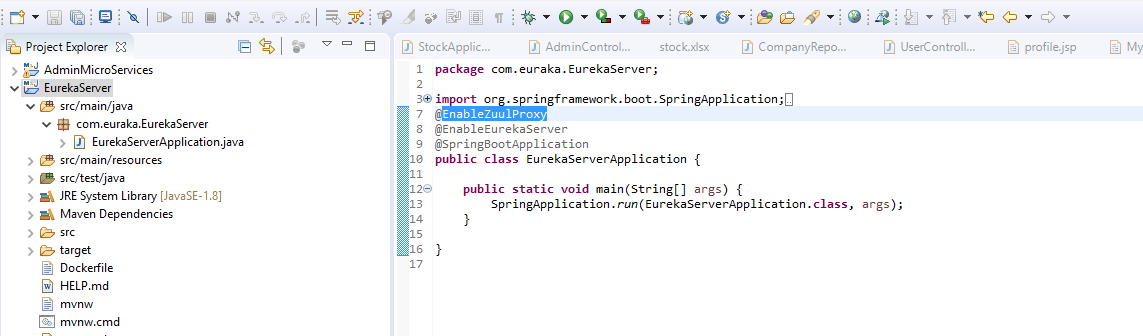 Project Explorer
AdminMicroServices
EurekaServer
src/main/java
com.euraka.EurekaServer
EurekaServerApplication.java
src/main/resources
src/test/java
JRE System Library [JavaSE-1.8]
Maven Dependencies
src
target
Dockerfile
HELP.md
mvnw
mvnw.cmd
StockApplic... AdminControl... stock.xlsx CompanyRepo... UserControll... profile.jsp My
1 package com.euraka.EurekaServer;
2
3 import org.springframework.boot.SpringApplication;
7 @EnableZuulProxy
8 @EnableEurekaServer
9 @SpringBootApplication
10 public class EurekaServerApplication {
11
12 public static void main(String[] args) {
13 SpringApplication.run(EurekaServerApplication.class, args);
14 }
15
16 }
17